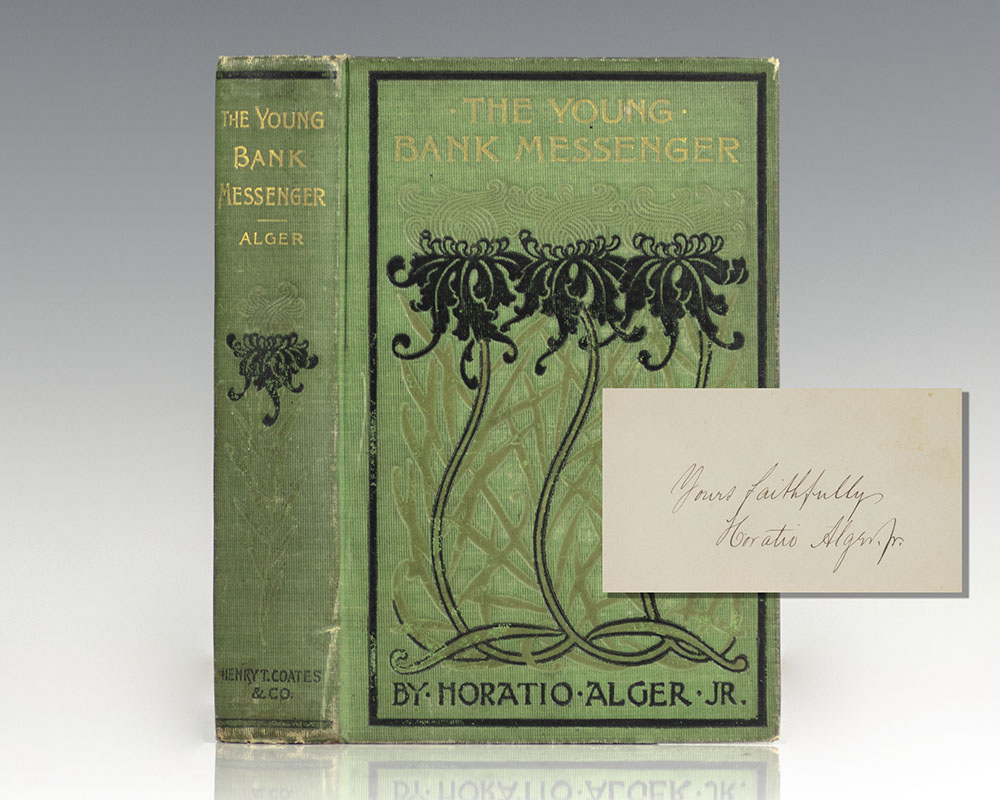 THE YOUNG
BANK
MESSENGER
ALGER
HENRY T. COATES
& CO.
· THE YOUNG ·
BANK MESSENGER
BY · HORATIO · ALGER · JR.
Yours faithfully
Horatio Alger. Jr.